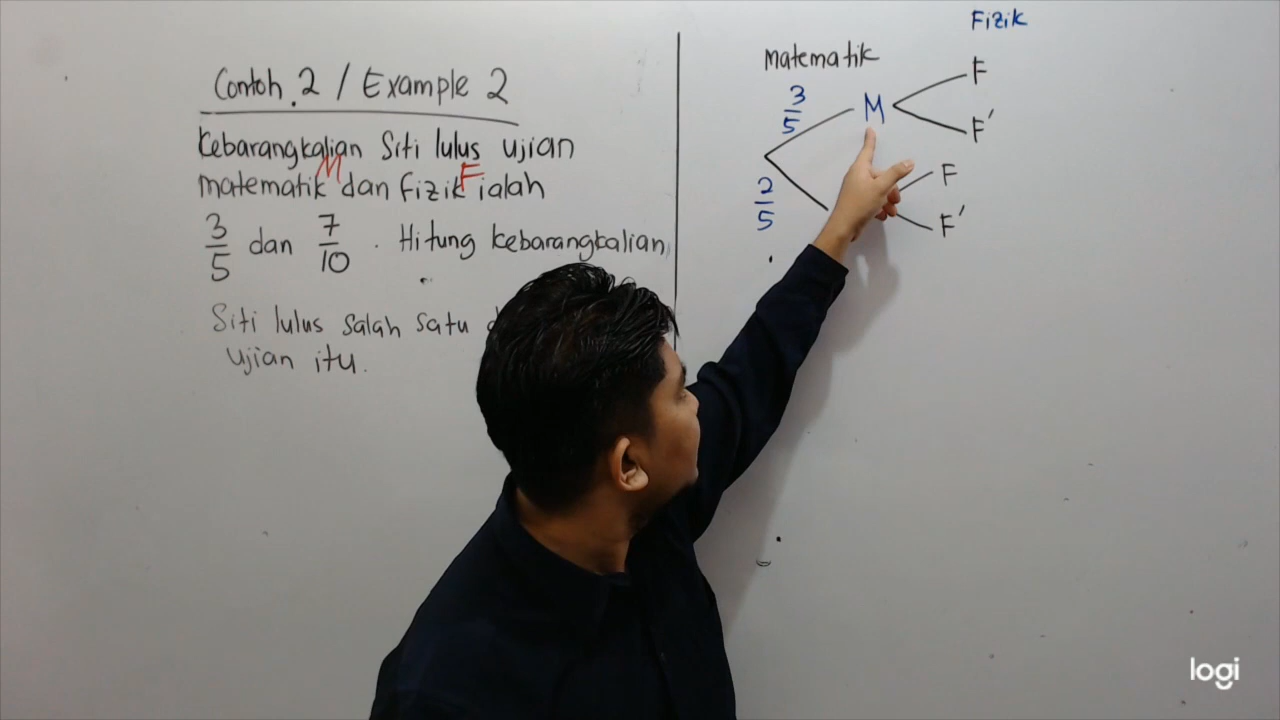 Contoh 2 / Example 2
Kebarangkalian Siti lulus ujian
matematik M dan fizik F ialah
3/5 dan 7/10 . Hitung kebarangkalian
Siti lulus salah satu
ujian itu.
Fizik
Matematik
3/5
M
F
F'
2/5
F
F'
logi